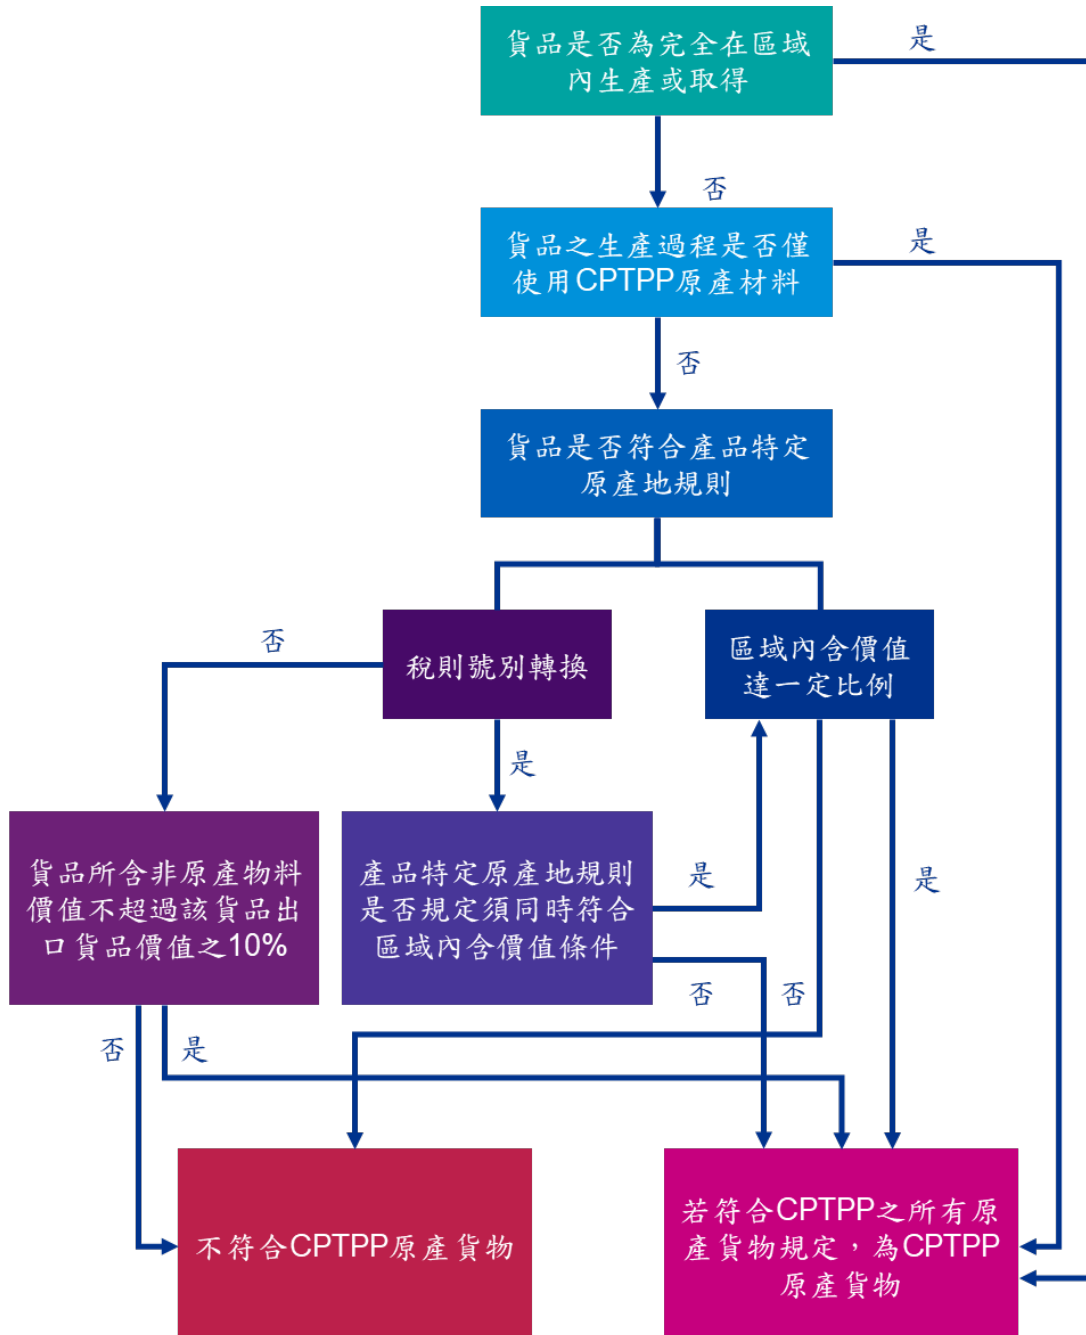 貨品是否為完全在區域
內生產或取得
是
否
貨品之生產過程是否僅
使用CPTPP原產材料
是
否
貨品是否符合產品特定
原產地規則
否
稅則號別轉換
區域內含價值
達一定比例
是
貨品所含非原產物料
價值不超過該貨品出
口貨品價值之10%
產品特定原產地規則
是否規定須同時符合
區域內含價值條件
是
是
否
否
否
是
不符合CPTPP原產貨物
若符合CPTPP之所有原
產貨物規定，為CPTPP
原產貨物